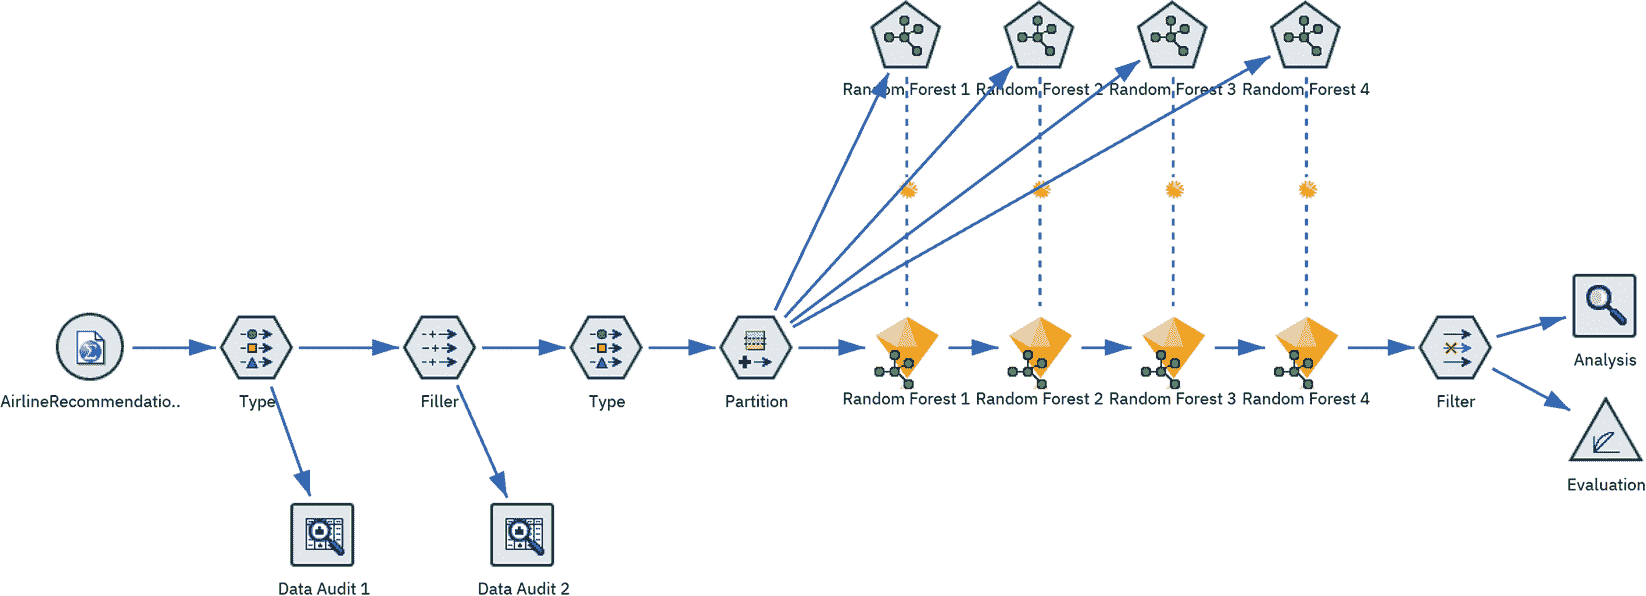 Random Forest 1
Random Forest 2
Random Forest 3
Random Forest 4
AirlineRecommendatio..
Type
Filler
Type
Partition
Random Forest 1
Random Forest 2
Random Forest 3
Random Forest 4
Filter
Analysis
Evaluation
Data Audit 1
Data Audit 2